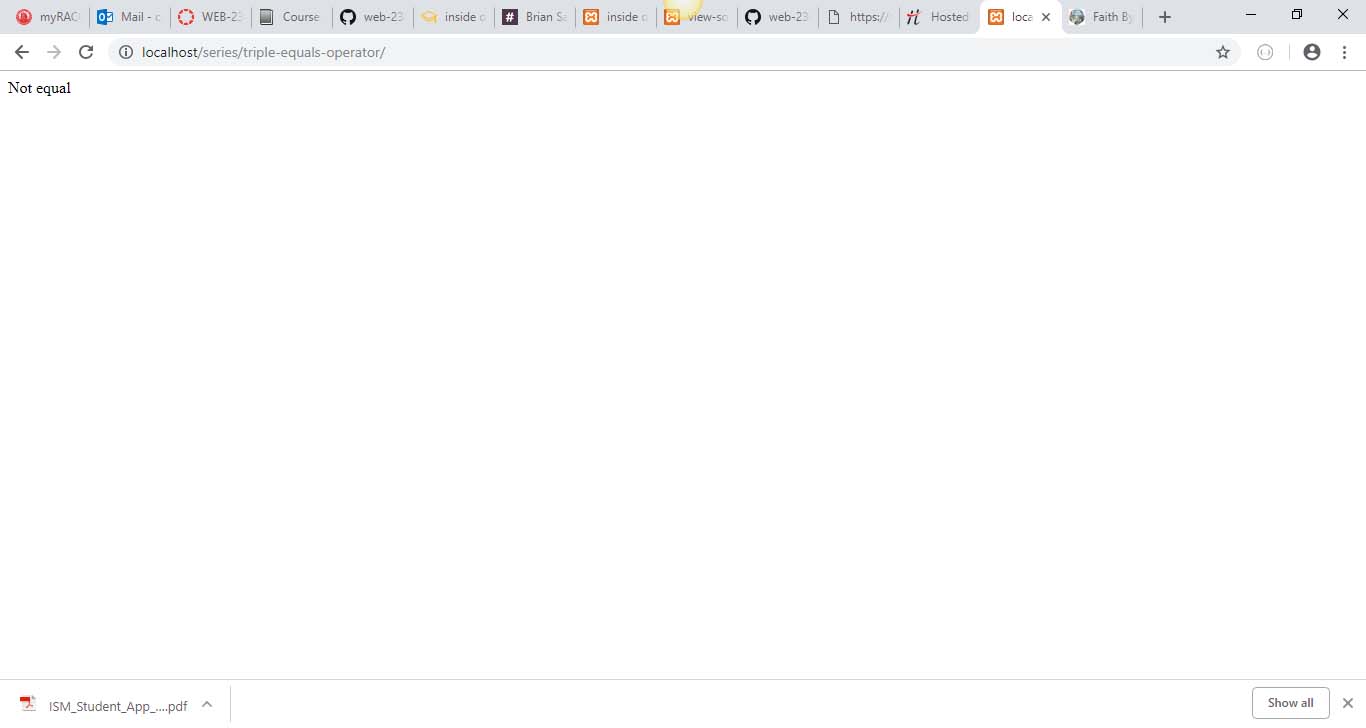 myRAC
Mail - c
WEB-23
Course
web-23
inside o
Brian Sa
inside o
view-so
web-23
https://
Hosted
loca
Faith By
localhost/series/triple-equals-operator/
Not equal
ISM_Student_App_....pdf
Show all